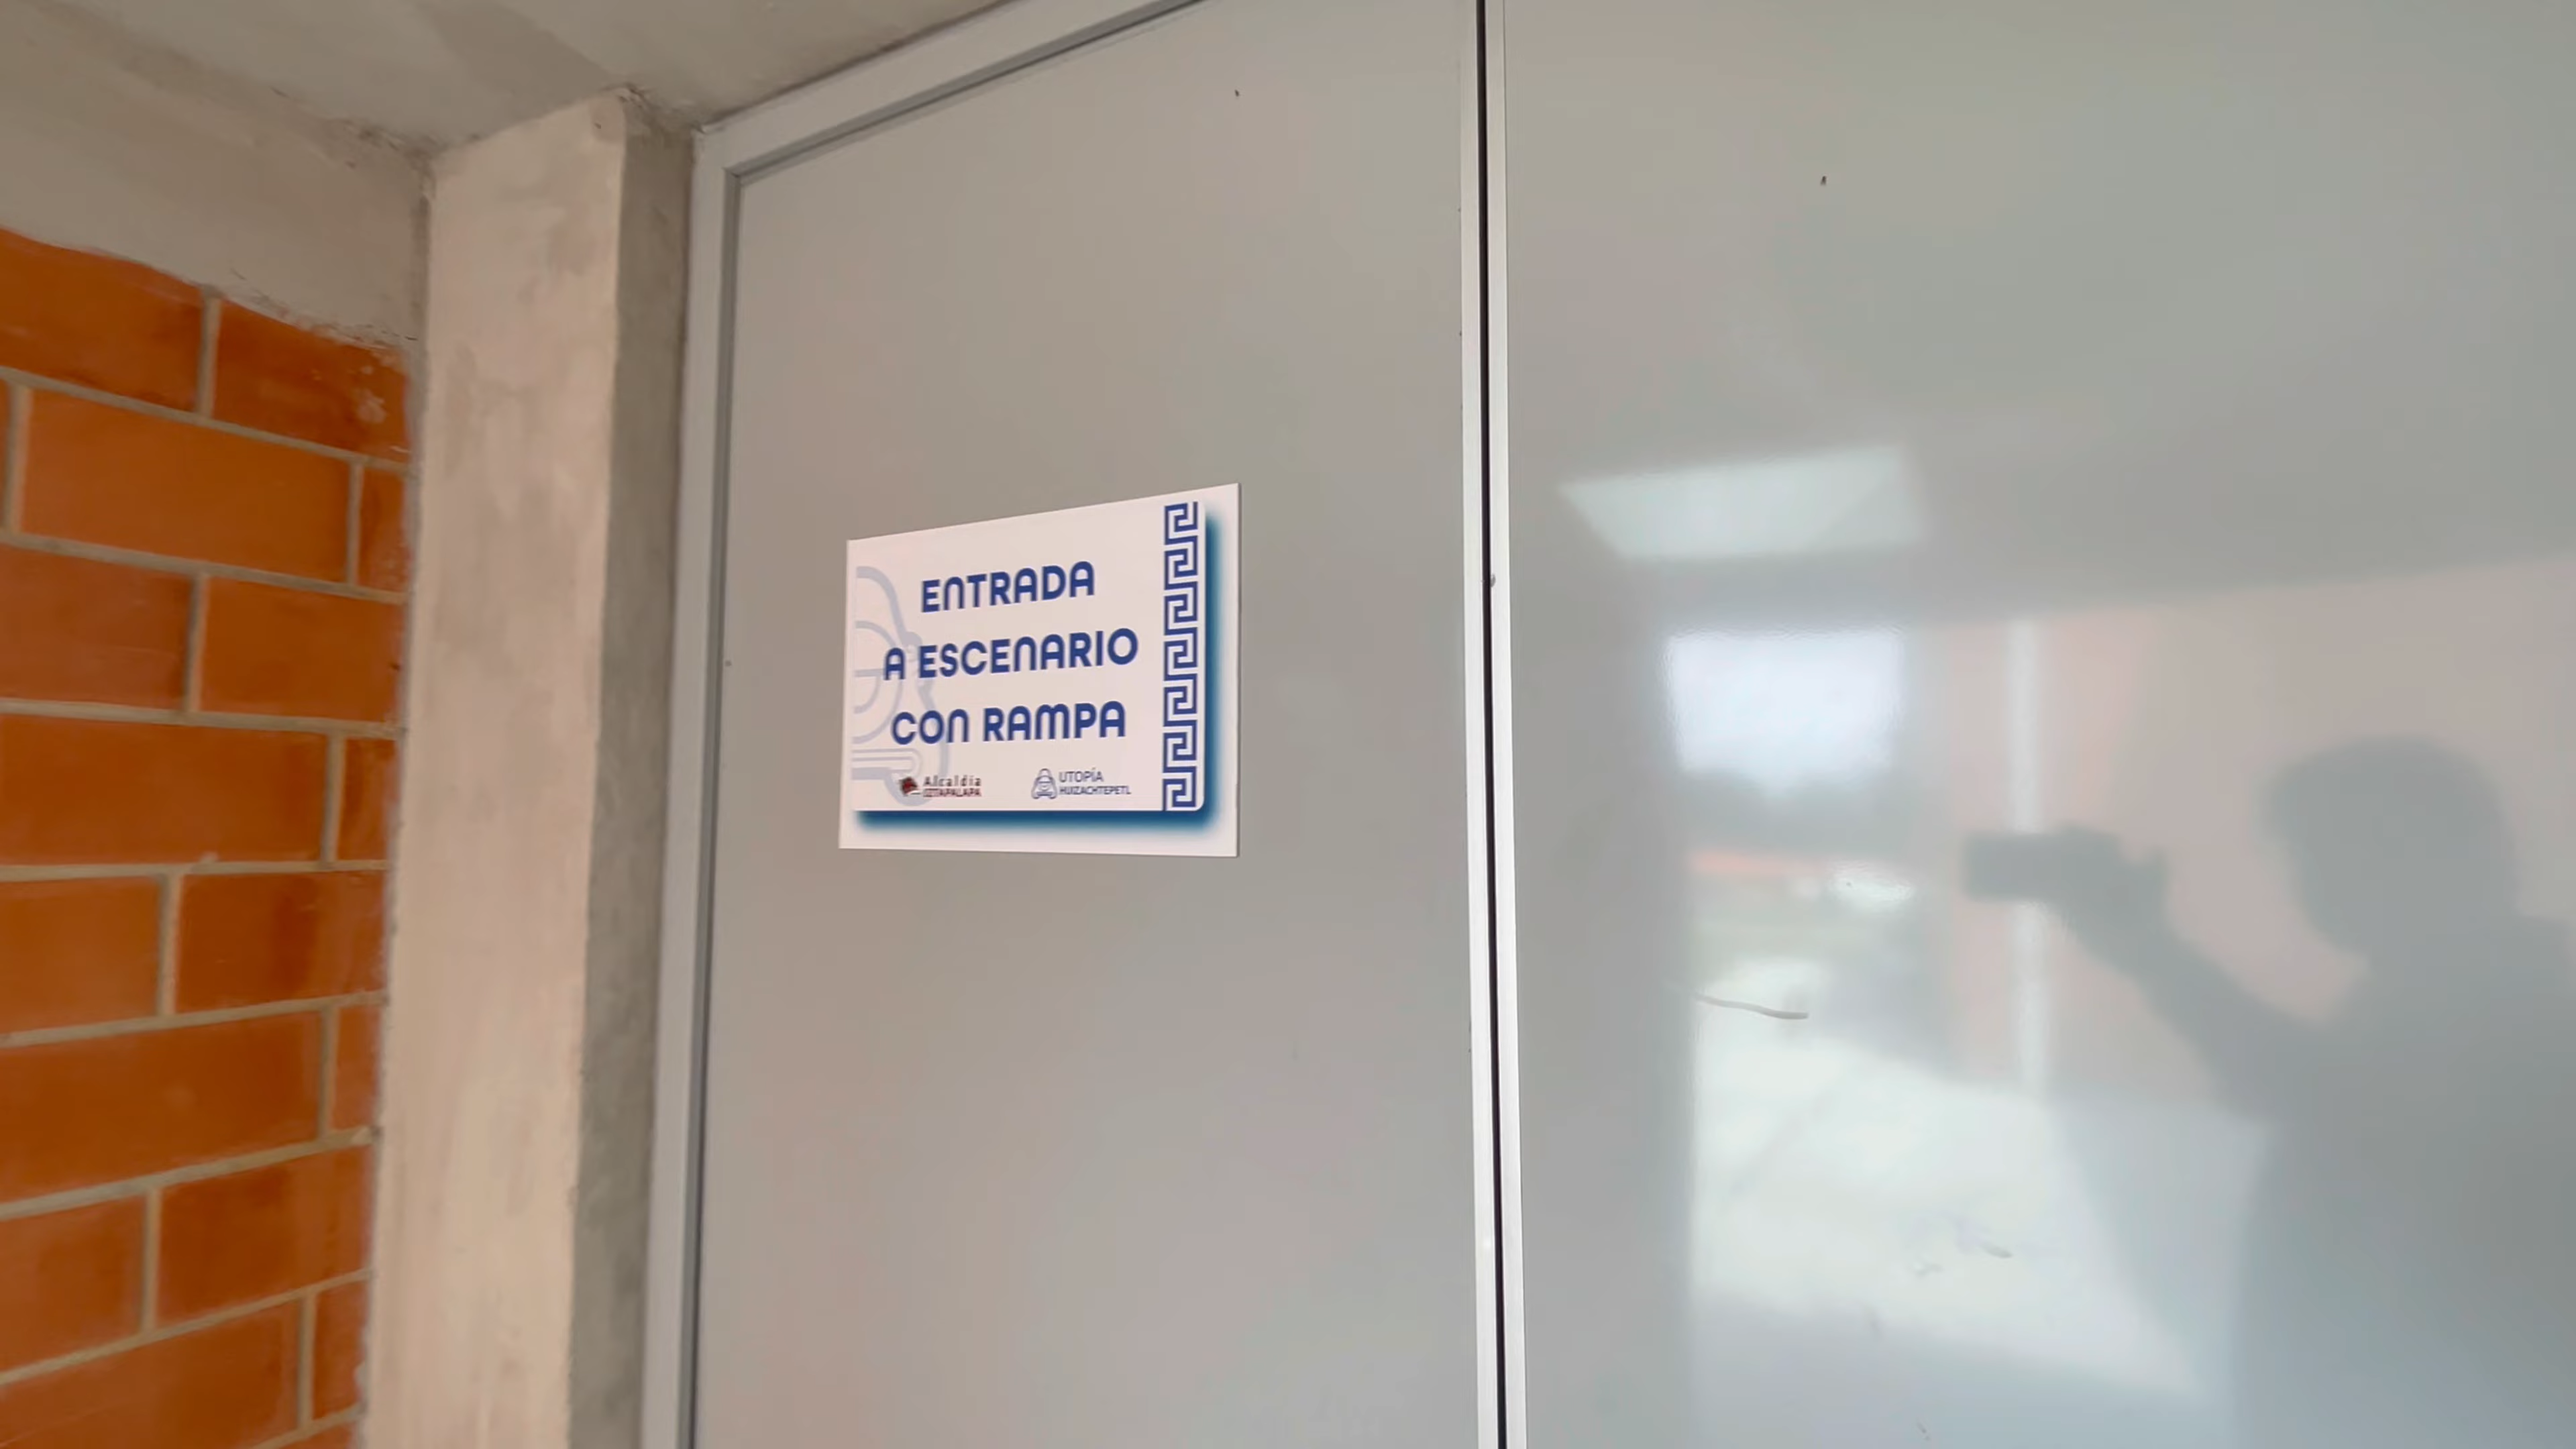 ENTRADA
A ESCENARIO
CON RAMPA
Alcaldía
IZTAPALAPA
UTOPÍA
HUIZACHTEPETL